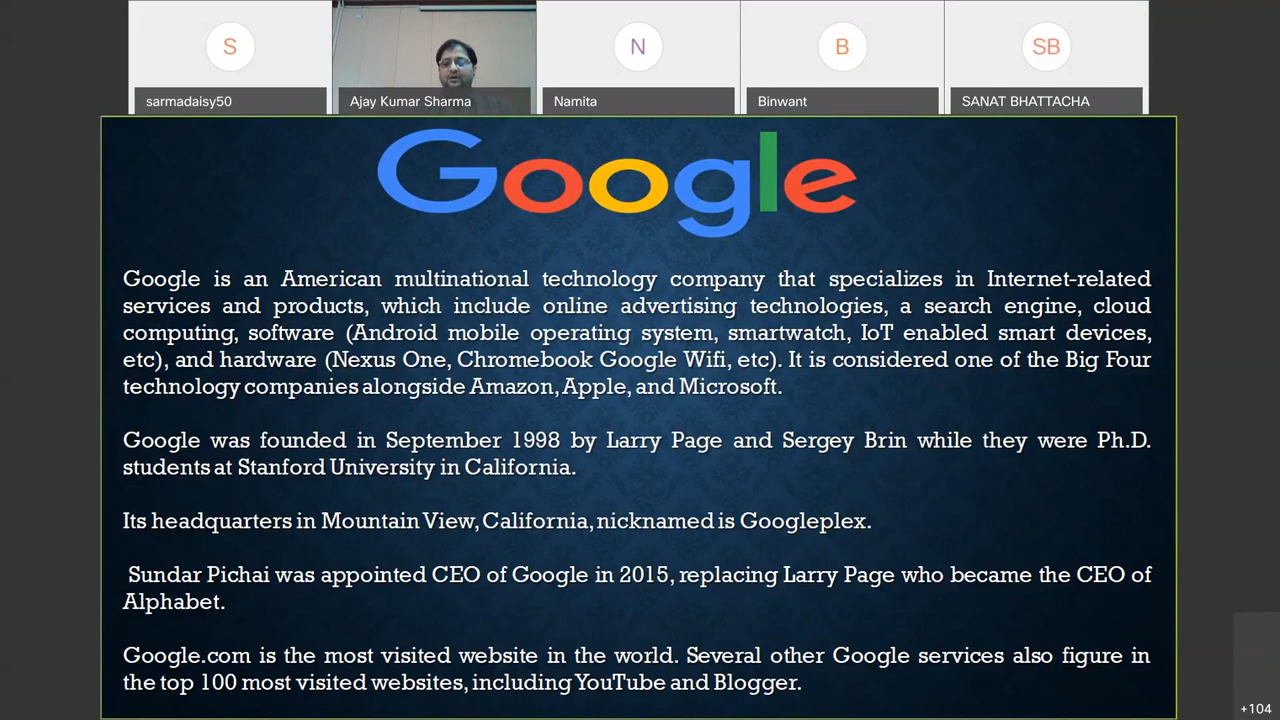 S
N
B
SB
sarmadaisy50
Ajay Kumar Sharma
Namita
Binwant
SANAT BHATTACHA
Google
Google is an American multinational technology company that specializes in Internet-related
services and products, which include online advertising technologies, a search engine, cloud
computing, software (Android mobile operating system, smartwatch, IoT enabled smart devices,
etc), and hardware (Nexus One, Chromebook Google Wifi, etc). It is considered one of the Big Four
technology companies alongside Amazon, Apple, and Microsoft.
Google was founded in September 1998 by Larry Page and Sergey Brin while they were Ph.D.
students at Stanford University in California.
Its headquarters in Mountain View, California, nicknamed is Googleplex.
Sundar Pichai was appointed CEO of Google in 2015, replacing Larry Page who became the CEO of
Alphabet.
Google.com is the most visited website in the world. Several other Google services also figure in
the top 100 most visited websites, including YouTube and Blogger.
+104